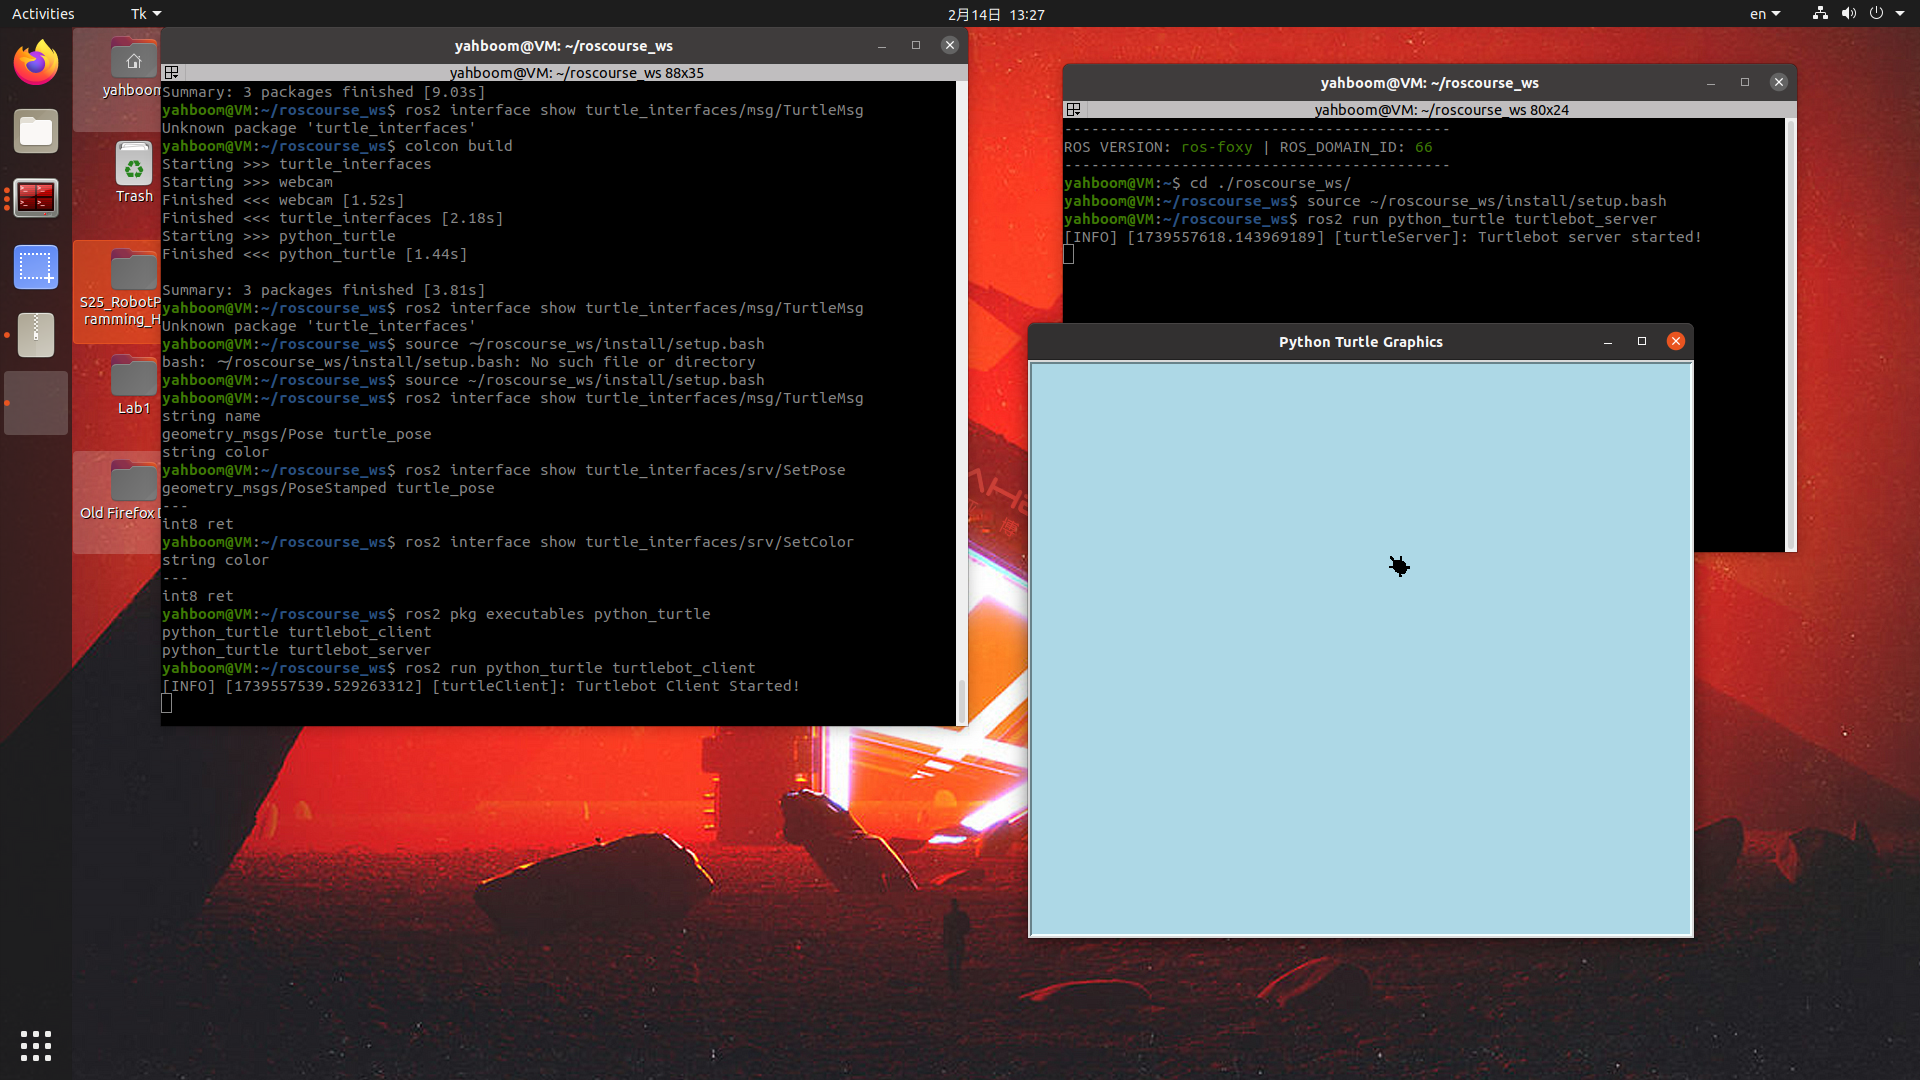 Activities
Tk
2月14日 13:27
en
yahboom
Trash
S25_RobotP
ramming_H
Lab1
Old Firefox
yahboom@VM: ~/roscourse_ws
yahboom@VM: ~/roscourse_ws 88x35
Summary: 3 packages finished [9.03s]
yahboom@VM:~/roscourse_ws$ ros2 interface show turtle_interfaces/msg/TurtleMsg
Unknown package 'turtle_interfaces'
yahboom@VM:~/roscourse_ws$ colcon build
Starting >>> turtle_interfaces
Starting >>> webcam
Finished <<< webcam [1.52s]
Finished <<< turtle_interfaces [2.18s]
Starting >>> python_turtle
Finished <<< python_turtle [1.44s]
Summary: 3 packages finished [3.81s]
yahboom@VM:~/roscourse_ws$ ros2 interface show turtle_interfaces/msg/TurtleMsg
Unknown package 'turtle_interfaces'
yahboom@VM:~/roscourse_ws$ source ~/roscourse_ws/install/setup.bash
bash: ~/roscourse_ws/install/setup.bash: No such file or directory
yahboom@VM:~/roscourse_ws$ source ~/roscourse_ws/install/setup.bash
yahboom@VM:~/roscourse_ws$ ros2 interface show turtle_interfaces/msg/TurtleMsg
string name
geometry_msgs/Pose turtle_pose
string color
yahboom@VM:~/roscourse_ws$ ros2 interface show turtle_interfaces/srv/SetPose
geometry_msgs/PoseStamped turtle_pose
---
int8 ret
yahboom@VM:~/roscourse_ws$ ros2 interface show turtle_interfaces/srv/SetColor
string color
---
int8 ret
yahboom@VM:~/roscourse_ws$ ros2 pkg executables python_turtle
python_turtle turtlebot_client
python_turtle turtlebot_server
yahboom@VM:~/roscourse_ws$ ros2 run python_turtle turtlebot_client
[INFO] [1739557539.529263312] [turtleClient]: Turtlebot Client Started!
yahboom@VM: ~/roscourse_ws
yahboom@VM: ~/roscourse_ws 80x24
-------------------------------------------
ROS VERSION: ros-foxy | ROS_DOMAIN_ID: 66
-------------------------------------------
yahboom@VM:~$ cd ./roscourse_ws/
yahboom@VM:~/roscourse_ws$ source ~/roscourse_ws/install/setup.bash
yahboom@VM:~/roscourse_ws$ ros2 run python_turtle turtlebot_server
[INFO] [1739557618.143969189] [turtleServer]: Turtlebot server started!
Python Turtle Graphics